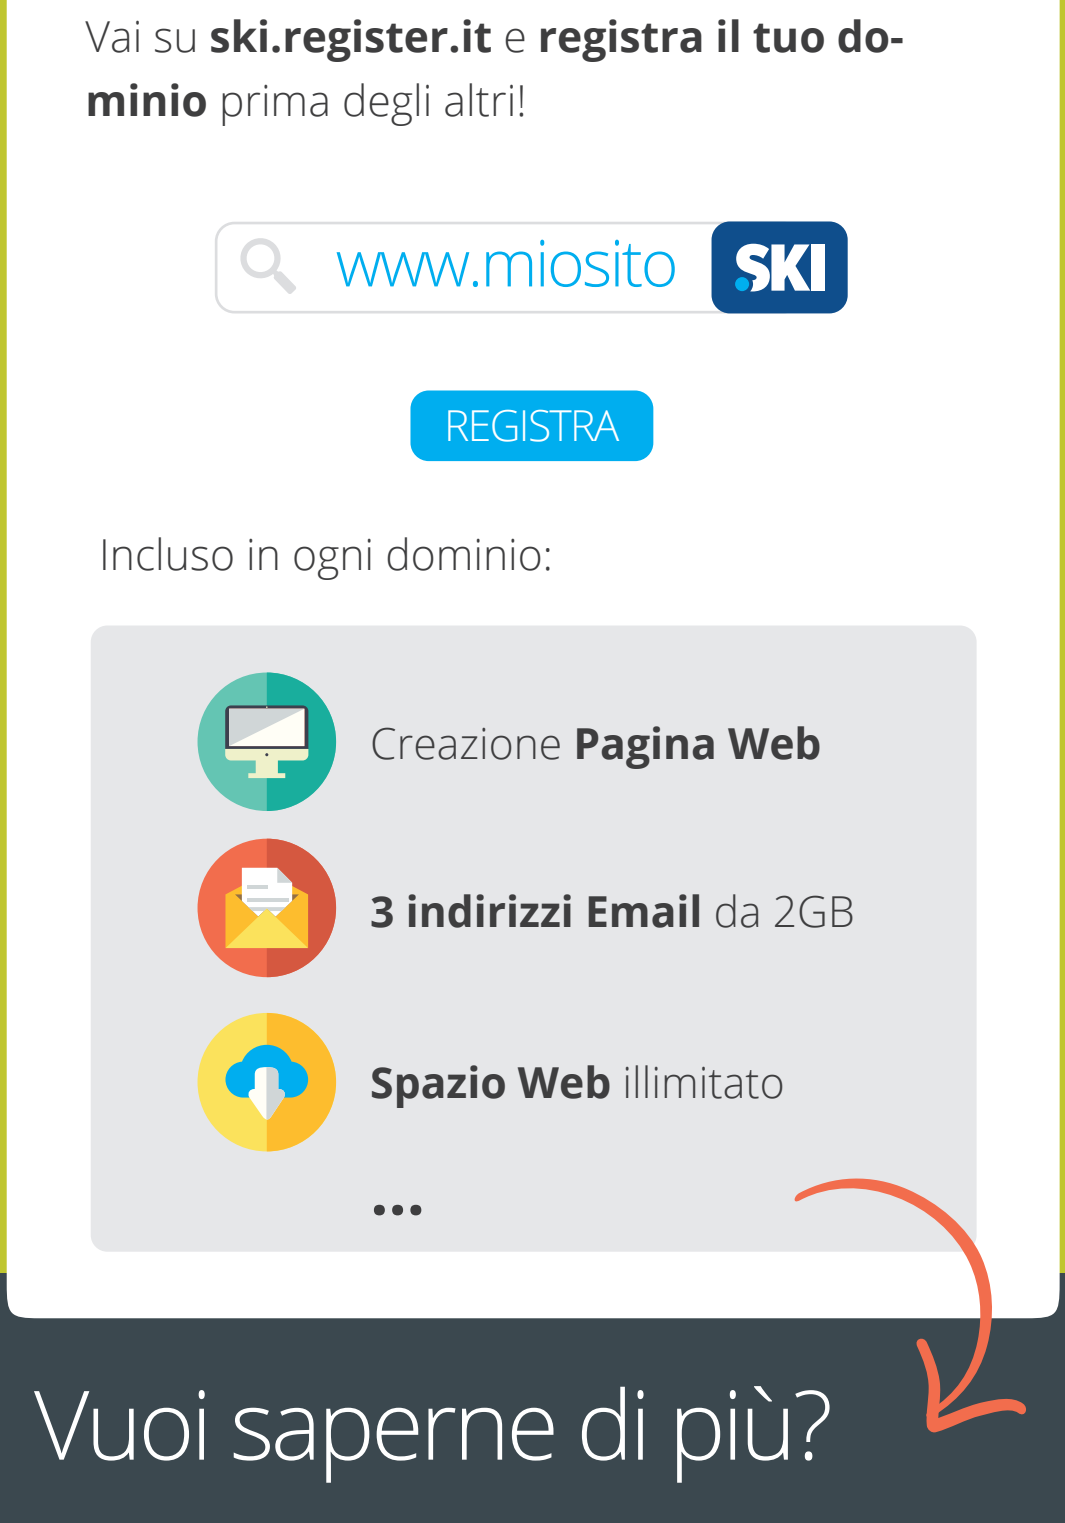 Vai su ski.register.it e registra il tuo do-
minio prima degli altri!
www.miosito .SKI
REGISTRA
Incluso in ogni dominio:
Creazione Pagina Web
3 indirizzi Email da 2GB
Spazio Web illimitato
...
Vuoi saperne di più?